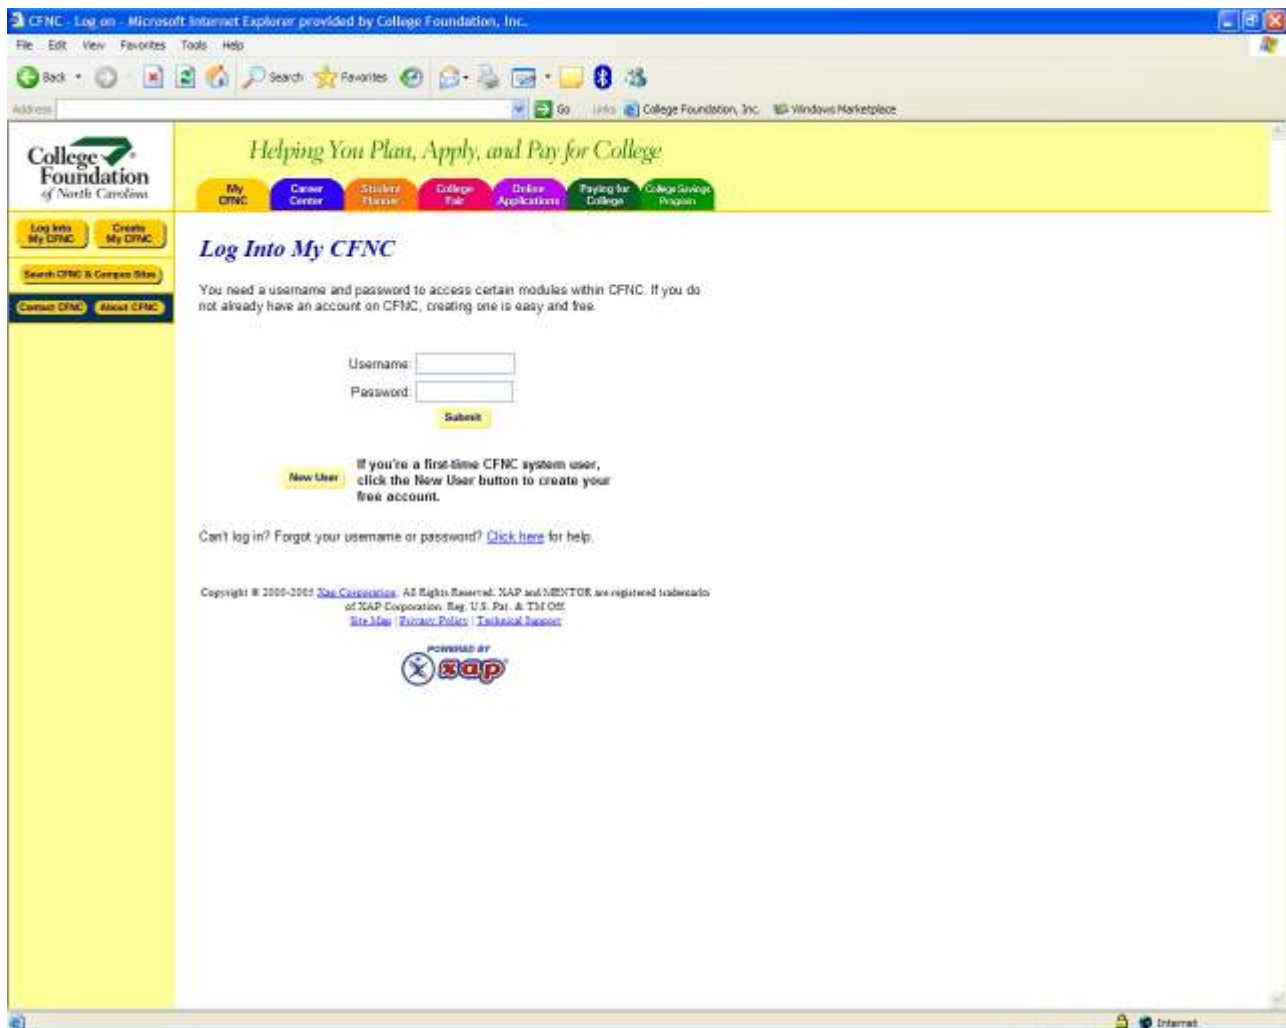 CFNC - Log on - Microsoft Internet Explorer provided by College Foundation, Inc.
File Edit View Favorites Tools Help
Back Search Favorites
Address Go Links College Foundation, Inc. Windows Marketplace
College
Foundation
of North Carolina
Helping You Plan, Apply, and Pay for College
My
CFNC
Career
Center
Student
Planner
College
Fair
Online
Applications
Paying for
College
College Savings
Program
Log Into
My CFNC
Create
My CFNC
Search CFNC & Campus Sites
Contact CFNC About CFNC
Log Into My CFNC
You need a username and password to access certain modules within CFNC. If you do
not already have an account on CFNC, creating one is easy and free.
Username:
Password:
Submit
New User
If you're a first-time CFNC system user,
click the New User button to create your
free account.
Can't log in? Forgot your username or password? Click here for help.
Copyright © 2000-2005 Xap Corporation. All Rights Reserved. XAP and MENTOR are registered trademarks
of XAP Corporation. Reg. U.S. Pat. & TM Off.
Site Map | Privacy Policy | Technical Support
POWERED BY
xap
Internet